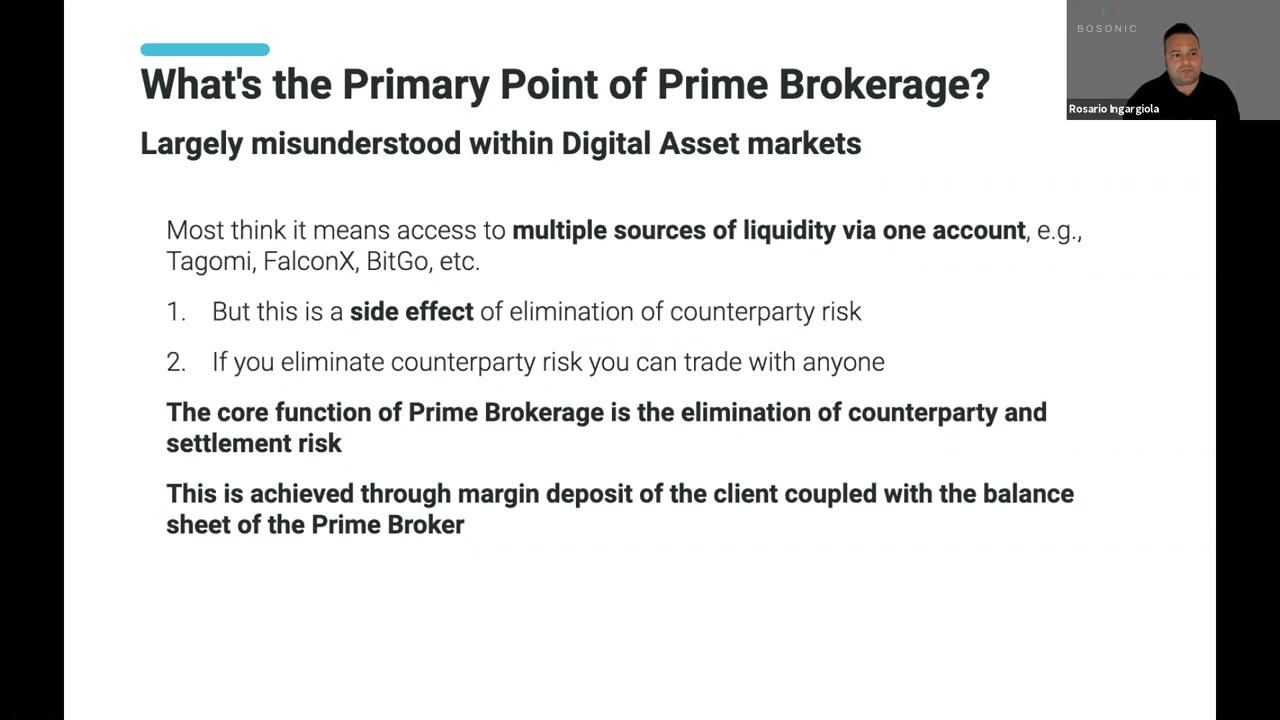 BOSONIC
Rosario Ingargiola
What's the Primary Point of Prime Brokerage?
Largely misunderstood within Digital Asset markets
Most think it means access to multiple sources of liquidity via one account, e.g.,
Tagomi, FalconX, BitGo, etc.
1. But this is a side effect of elimination of counterparty risk
2. If you eliminate counterparty risk you can trade with anyone
The core function of Prime Brokerage is the elimination of counterparty and
settlement risk
This is achieved through margin deposit of the client coupled with the balance
sheet of the Prime Broker